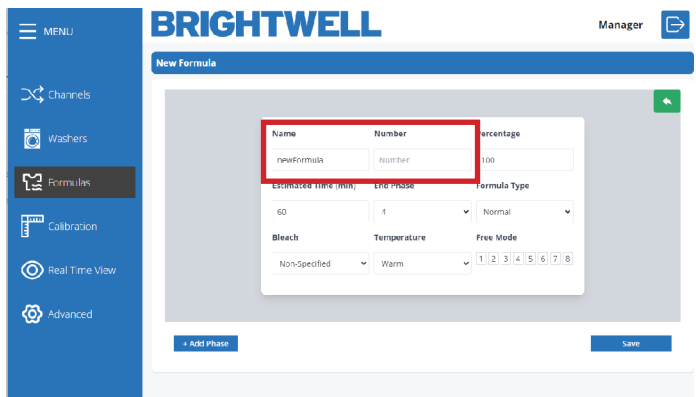 MENU
BRIGHTWELL
Manager
New Formula
Channels
Washers
Formulas
Calibration
Real Time View
Advanced
Name Number Percentage
newFormula Number 100
Estimated Time (min) End Phase Formula Type
60 4 Normal
Bleach Temperature Free Mode
Non-Specified Warm 1 2 3 4 5 6 7 8
+ Add Phase Save